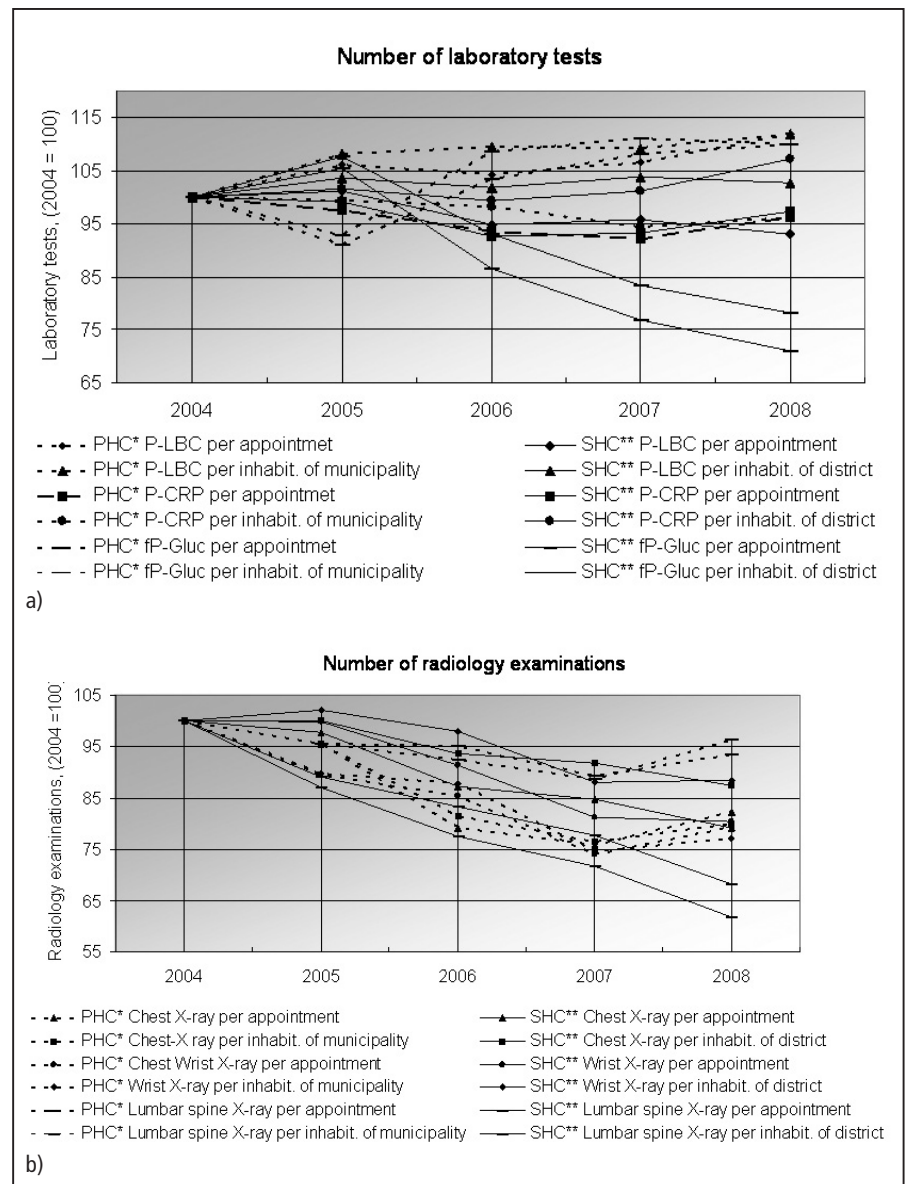 Number of laboratory tests
Laboratory tests, (2004 = 100)
115
105
95
85
75
65
2004 2005 2006 2007 2008
PHC* P-LBC per appointmet
PHC* P-LBC per inhabit. of municipality
PHC* P-CRP per appointmet
PHC* P-CRP per inhabit. of municipality
PHC* fP-Gluc per appointmet
PHC* fP-Gluc per inhabit. of municipality
SHC** P-LBC per appointment
SHC** P-LBC per inhabit. of district
SHC** P-CRP per appointment
SHC** P-CRP per inhabit. of district
SHC** fP-Gluc per appointment
SHC** fP-Gluc per inhabit. of district
a)
Number of radiology examinations
Radiology examinations, (2004 =100)
105
95
85
75
65
55
2004 2005 2006 2007 2008
PHC* Chest X-ray per appointment
PHC* Chest-X ray per inhabit. of municipality
PHC* Chest Wrist X-ray per appointment
PHC* Wrist X-ray per inhabit. of municipality
PHC* Lumbar spine X-ray per appointment
PHC* Lumbar spine X-ray per inhabit. of municipality
SHC** Chest X-ray per appointment
SHC** Chest X-ray per inhabit. of district
SHC** Wrist X-ray per appointment
SHC** Wrist X-ray per inhabit. of district
SHC** Lumbar spine X-ray per appointment
SHC** Lumbar spine X-ray per inhabit. of district
b)